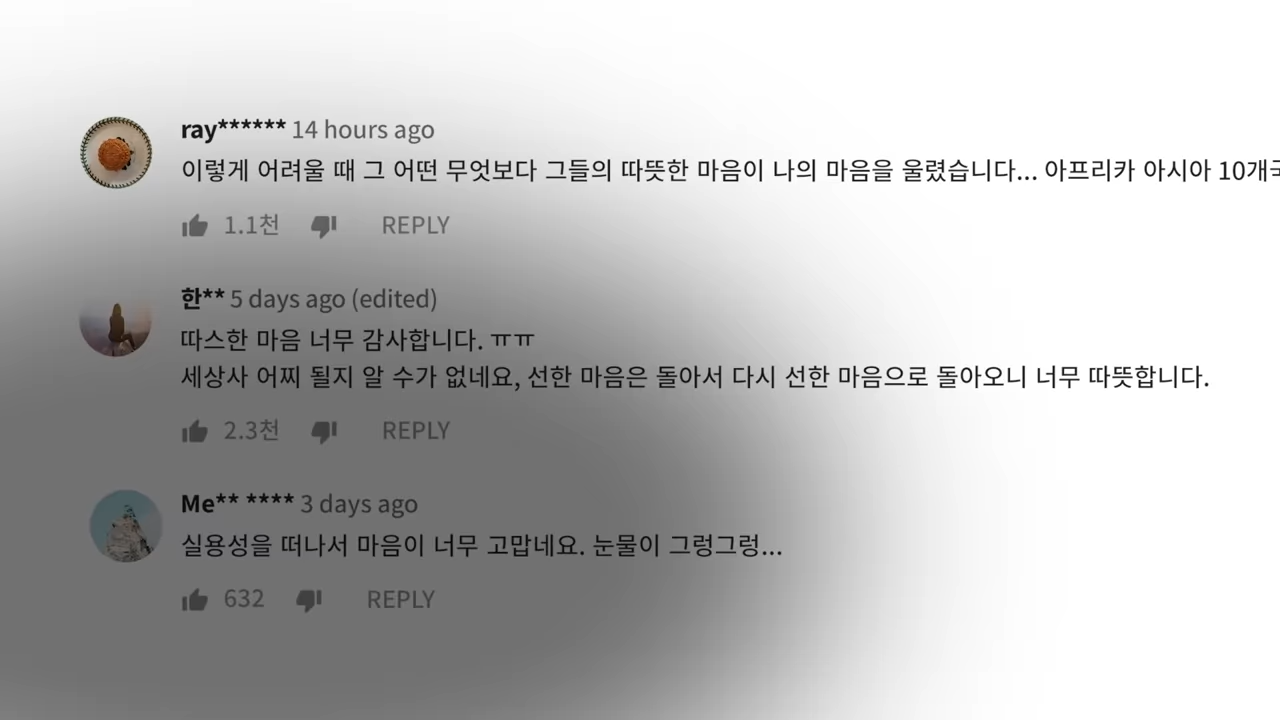 ray****** 14 hours ago
이렇게 어려울 때 그 어떤 무엇보다 그들의 따뜻한 마음이 나의 마음을 울렸습니다... 아프리카 아시아 10개국
1.1천 REPLY
한** 5 days ago (edited)
따스한 마음 너무 감사합니다. ㅠㅠ
세상사 어찌 될지 알 수가 없네요, 선한 마음은 돌아서 다시 선한 마음으로 돌아오니 너무 따뜻합니다.
2.3천 REPLY
Me** **** 3 days ago
실용성을 떠나서 마음이 너무 고맙네요. 눈물이 그렁그렁...
632 REPLY